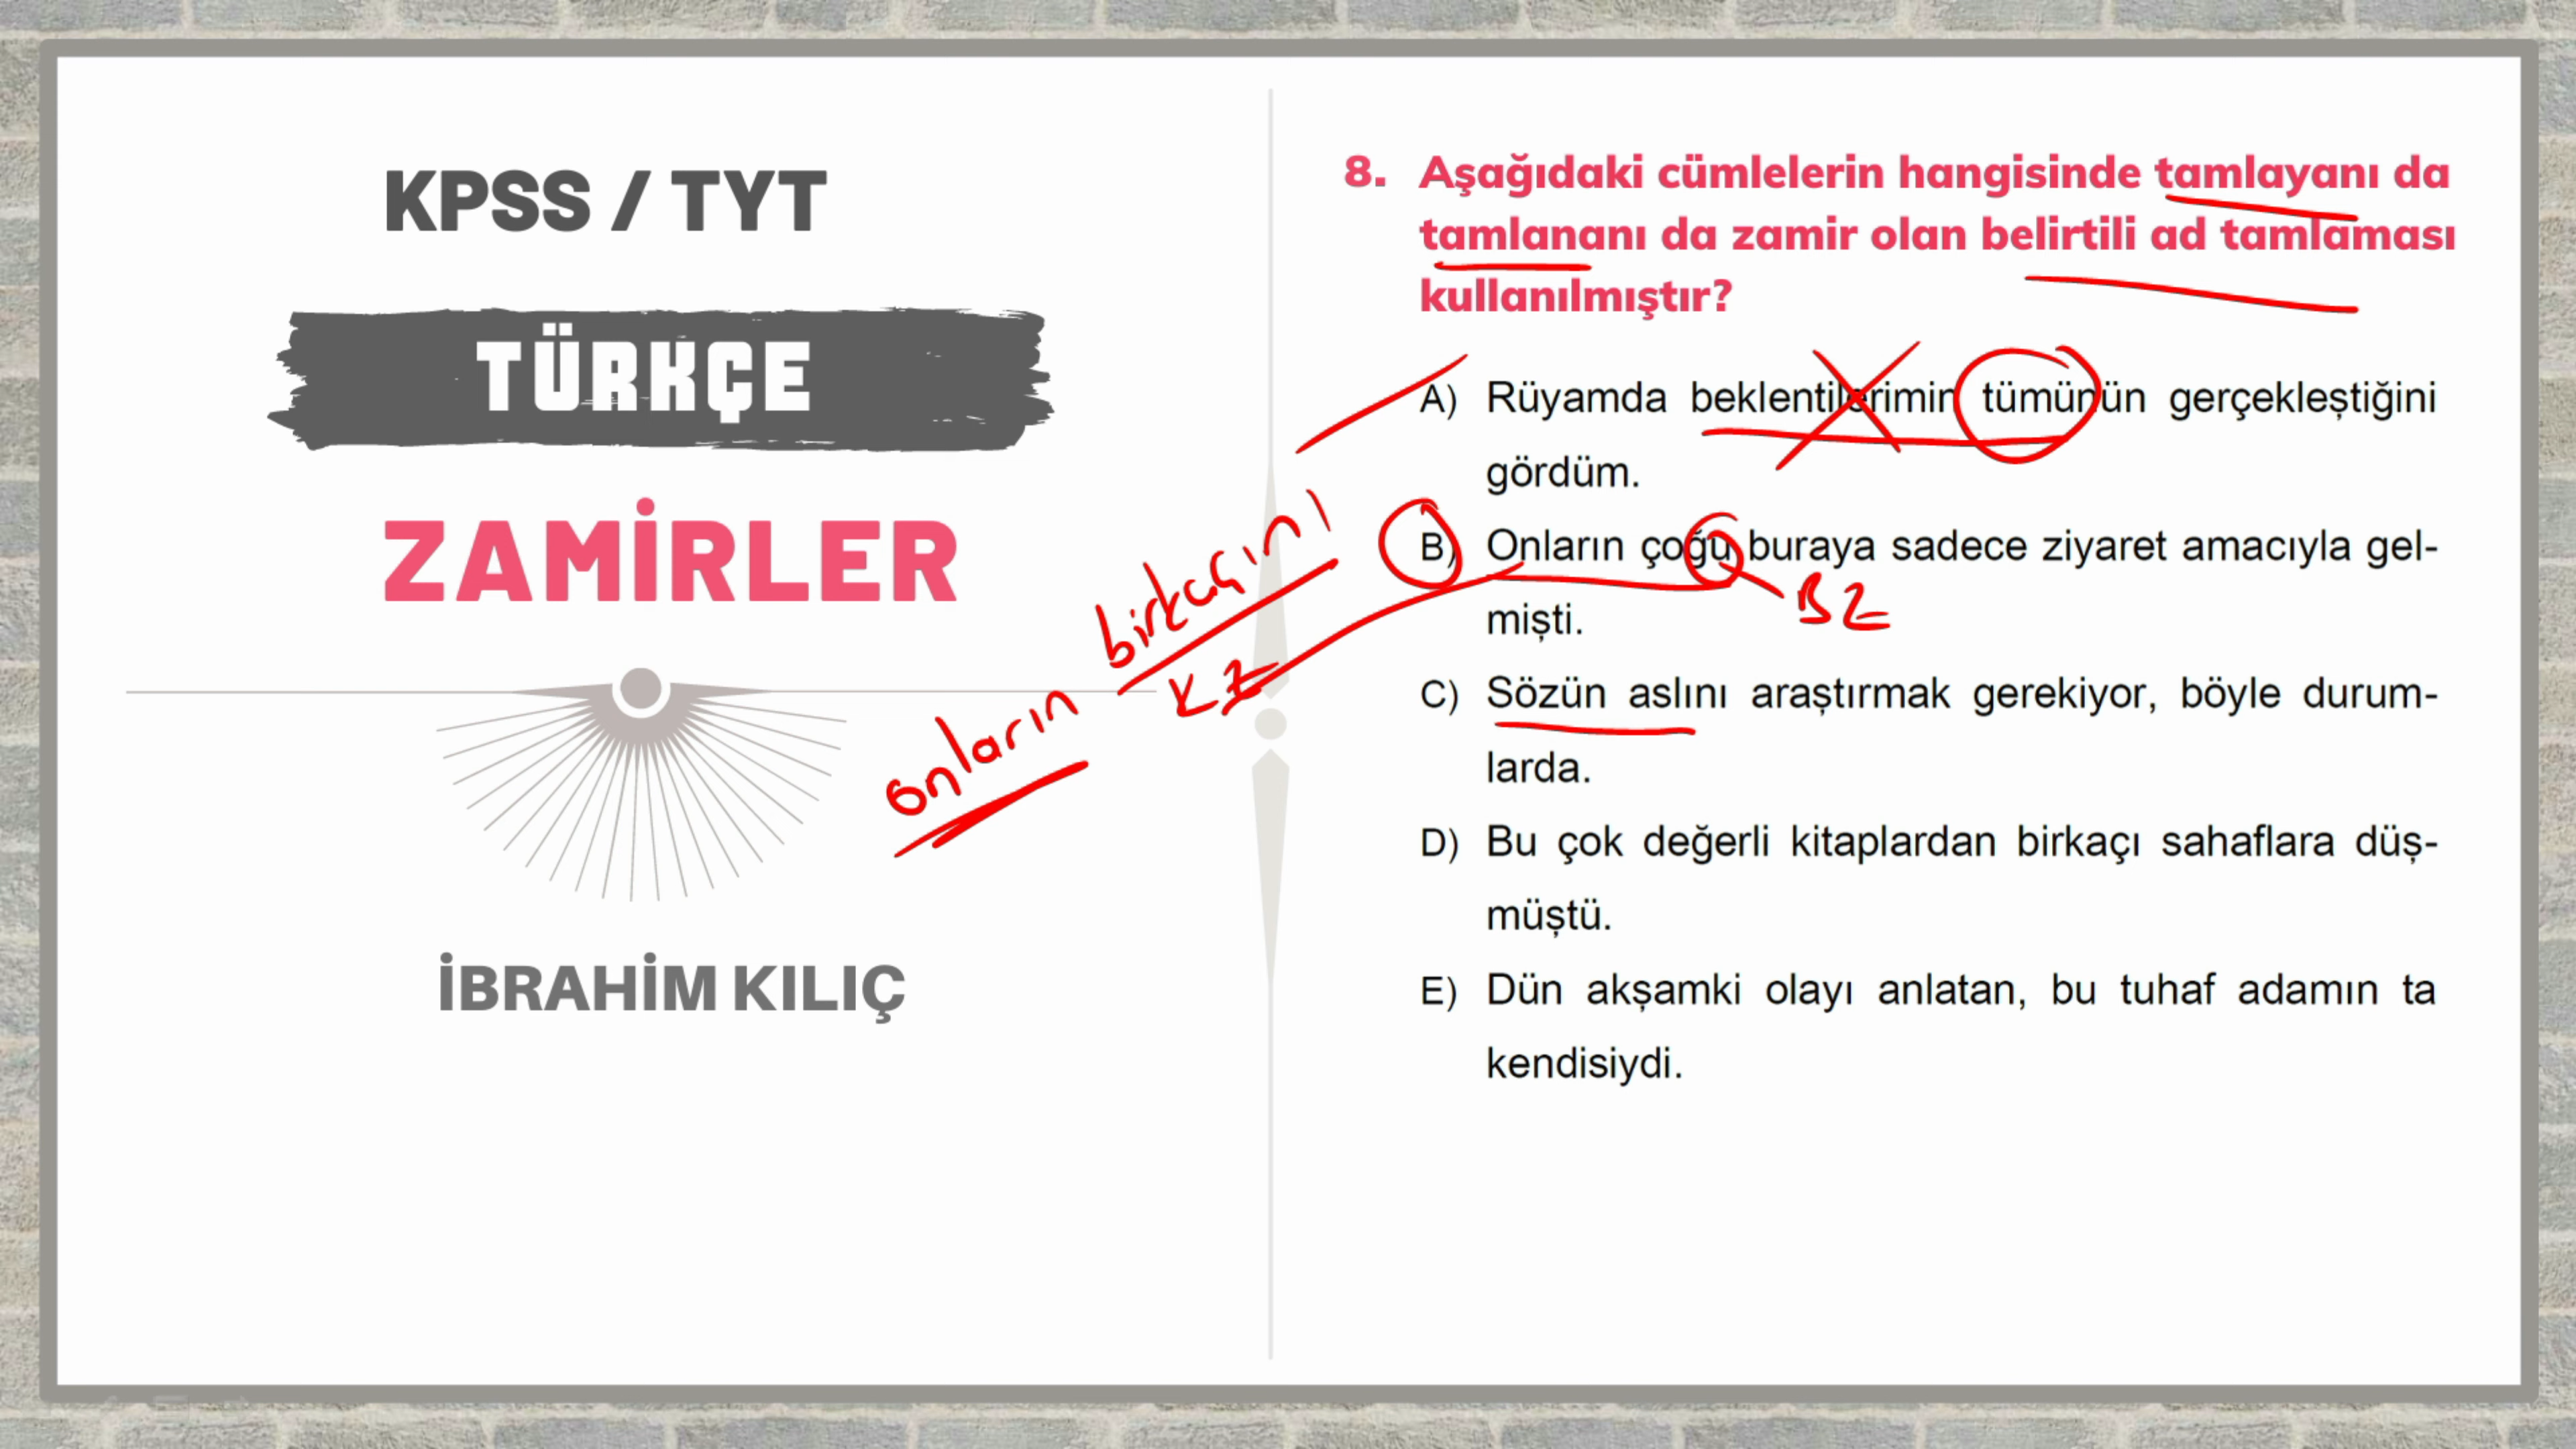 KPSS / TYT
TÜRKÇE
ZAMİRLER
İBRAHİM KILIÇ
onların birkaçını
KZ
8. Aşağıdaki cümlelerin hangisinde tamlayanı da
tamlananı da zamir olan belirtili ad tamlaması
kullanılmıştır?
A) Rüyamda beklentilerimin tümünün gerçekleştiğini
gördüm.
B) Onların çoğu buraya sadece ziyaret amacıyla gel-
mişti.
BZ
C) Sözün aslını araştırmak gerekiyor, böyle durum-
larda.
D) Bu çok değerli kitaplardan birkaçı sahaflara düş-
müştü.
E) Dün akşamki olayı anlatan, bu tuhaf adamın ta
kendisiydi.